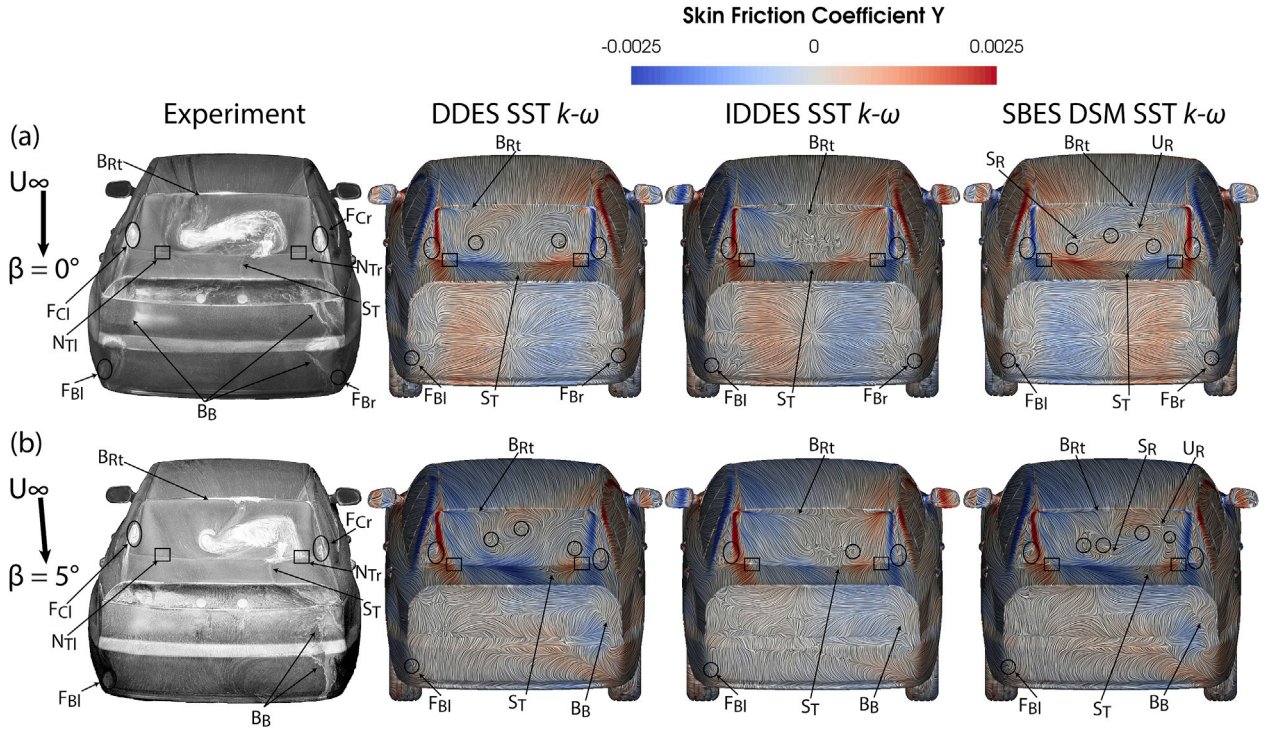 Skin Friction Coefficient Y
-0.0025 0 0.0025
Experiment DDES SST k-ω IDDES SST k-ω SBES DSM SST k-ω
(a)
BRt BRt BRt BRt UR
SR
U∞
FCr
β = 0°
NTr
FCl ST
NTl
FBl FBr FBl FBr FBl FBr FBl FBr
BB ST ST ST
(b)
BRt BRt BRt BRt SR UR
U∞
FCr
β = 5°
NTr
FCl ST
NTl
FBl FBl ST BB FBl ST BB FBl ST BB
BB